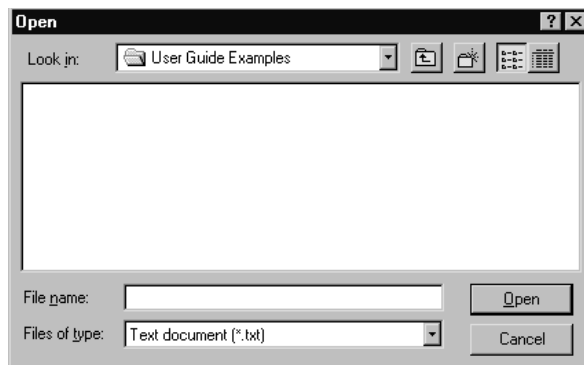 Open
Look in: User Guide Examples
File name: Open
Files of type: Text document (*.txt) Cancel